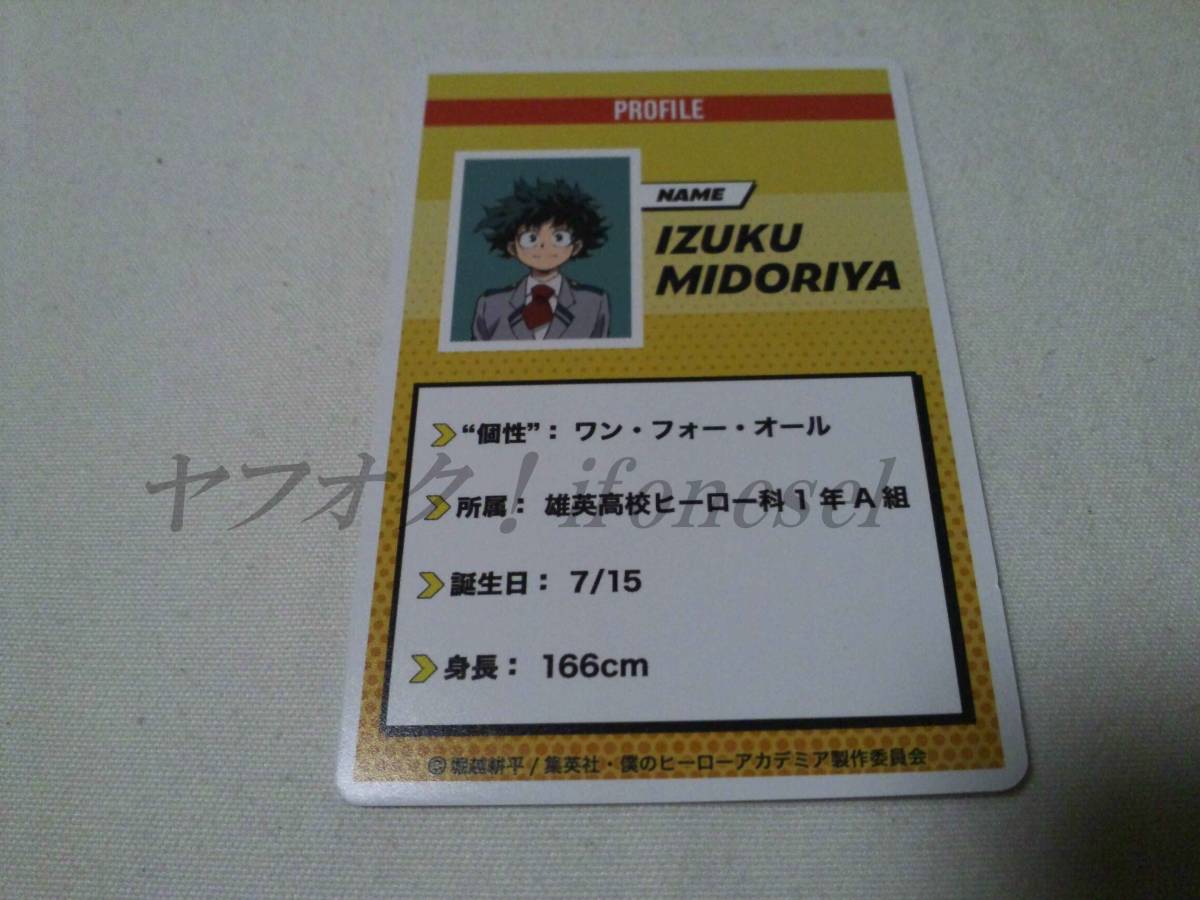 PROFILE
NAME
IZUKU
MIDORIYA
“個性”： ワン・フォー・オール
所属： 雄英高校ヒーロー科1年A組
誕生日： 7/15
身長： 166cm
©堀越耕平/集英社・僕のヒーローアカデミア製作委員会
ヤフオク！ifonesel